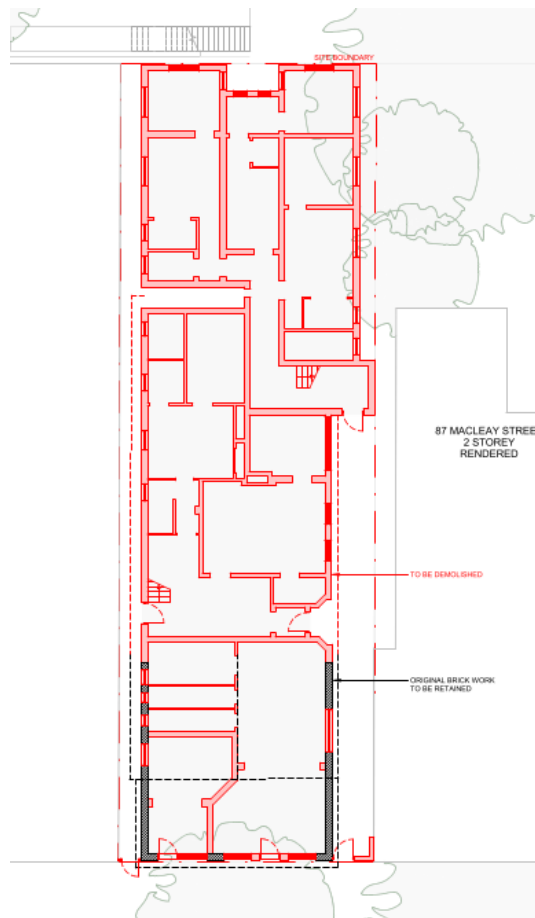 SITE BOUNDARY
87 MACLEAY STREE
2 STOREY
RENDERED
TO BE DEMOLISHED
ORIGINAL BRICK WORK
TO BE RETAINED